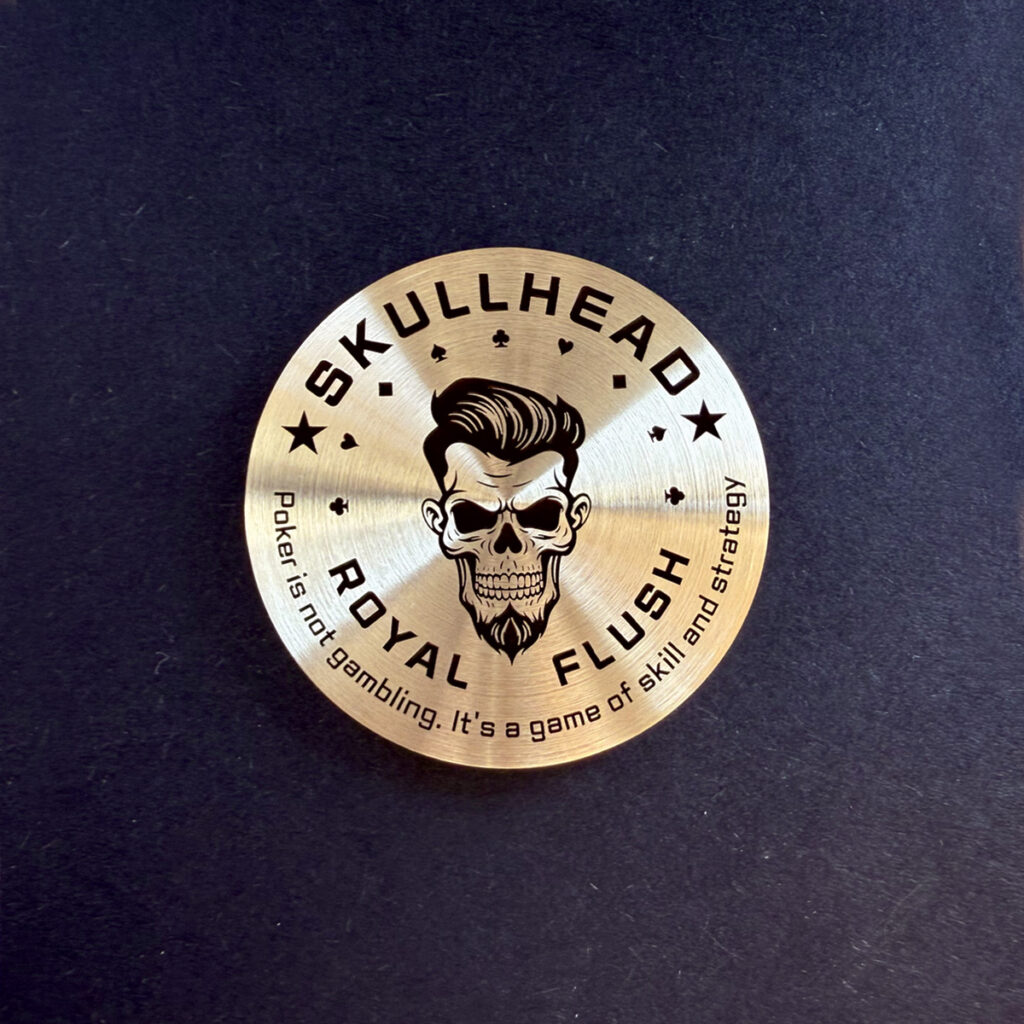 SKULLHEAD
ROYAL FLUSH
Poker is not gambling. It's a game of skill and strategy